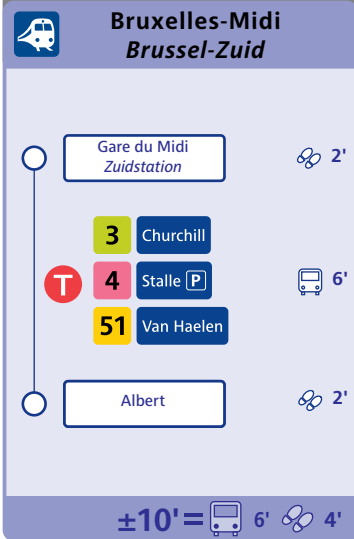 Bruxelles-Midi
Brussel-Zuid
Gare du Midi
Zuidstation
2'
3 Churchill
T 4 Stalle P
6'
51 Van Haelen
Albert
2'
±10' = 6' 4'